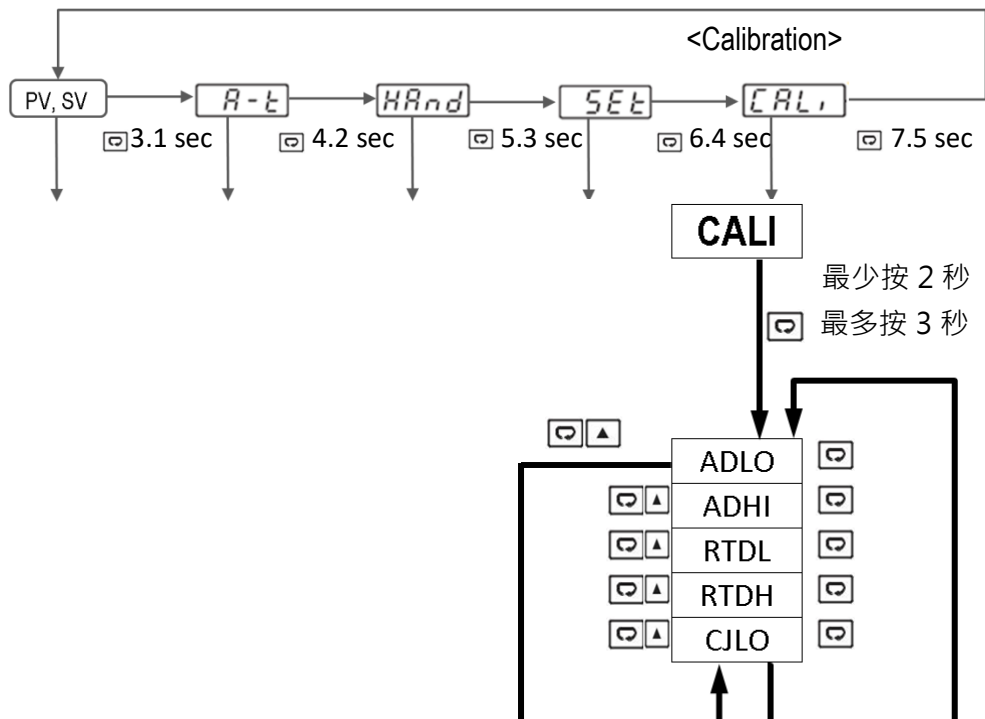 <Calibration>
PV, SV
A-t
HAnd
SEt
CALi
3.1 sec
4.2 sec
5.3 sec
6.4 sec
7.5 sec
CALI
最少按 2 秒
最多按 3 秒
ADLO
ADHI
RTDL
RTDH
CJLO